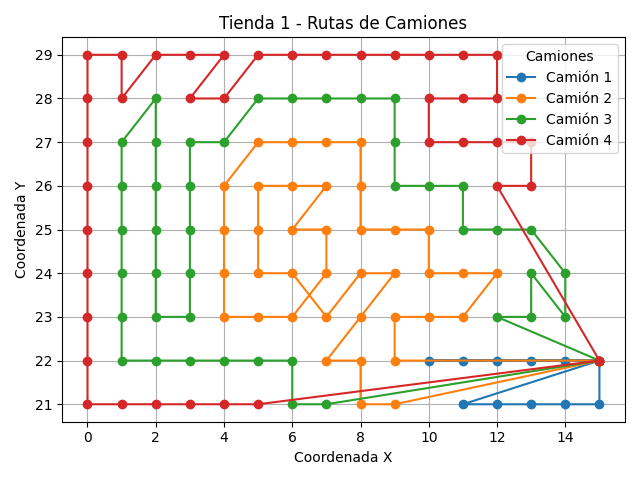 Tienda 1 - Rutas de Camiones
Camiones
Camión 1
Camión 2
Camión 3
Camión 4
Coordenada Y
29
28
27
26
25
24
23
22
21
0 2 4 6 8 10 12 14
Coordenada X